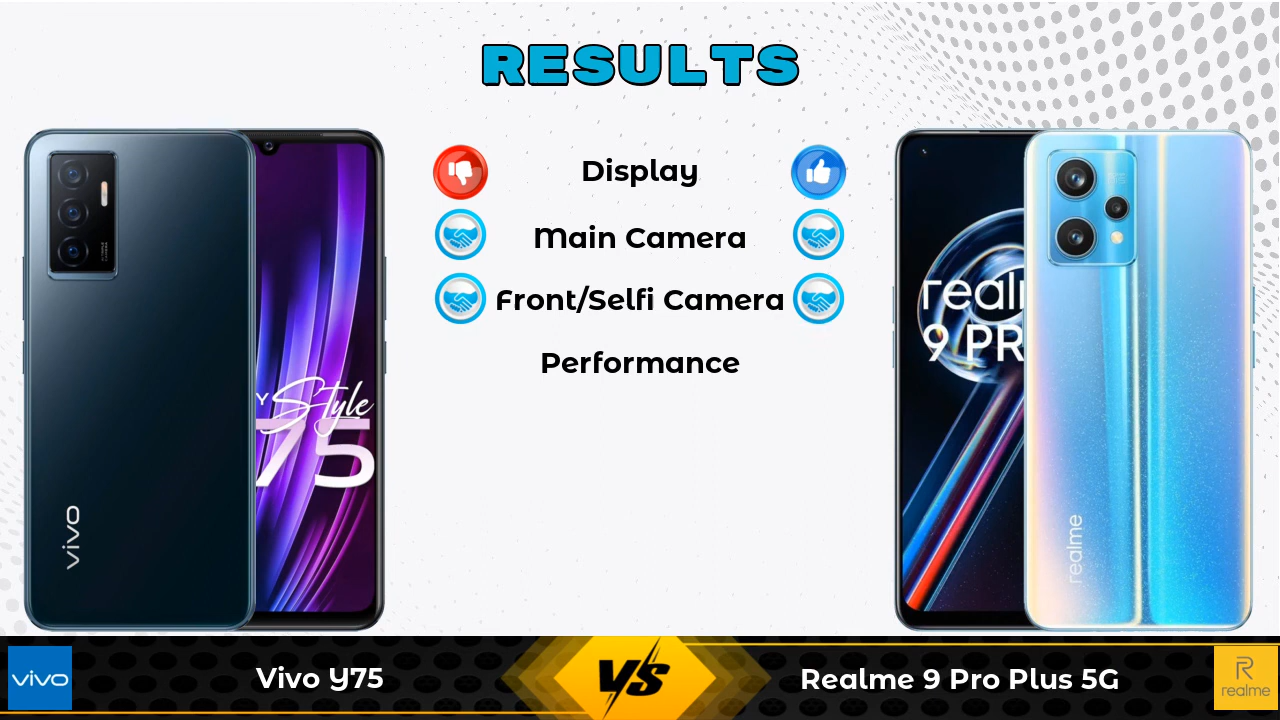 RESULTS
Display
Main Camera
Front/Selfi Camera
Performance
vivo
Y Style
75
realm
9 PR
realme
vivo
Vivo Y75
VS
Realme 9 Pro Plus 5G
R
realme